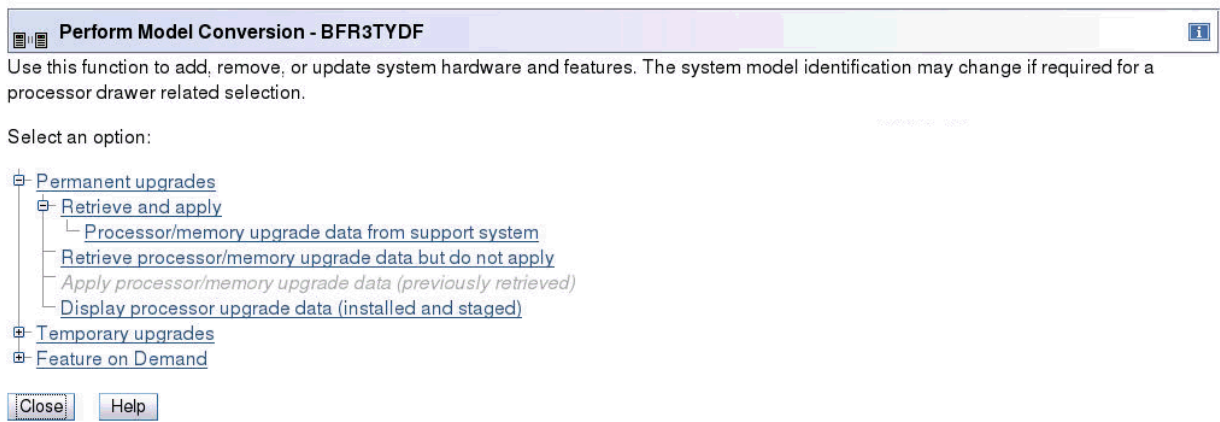 Perform Model Conversion - BFR3TYDF
Use this function to add, remove, or update system hardware and features. The system model identification may change if required for a
processor drawer related selection.
Select an option:
Permanent upgrades
Retrieve and apply
Processor/memory upgrade data from support system
Retrieve processor/memory upgrade data but do not apply
Apply processor/memory upgrade data (previously retrieved)
Display processor upgrade data (installed and staged)
Temporary upgrades
Feature on Demand
Close Help